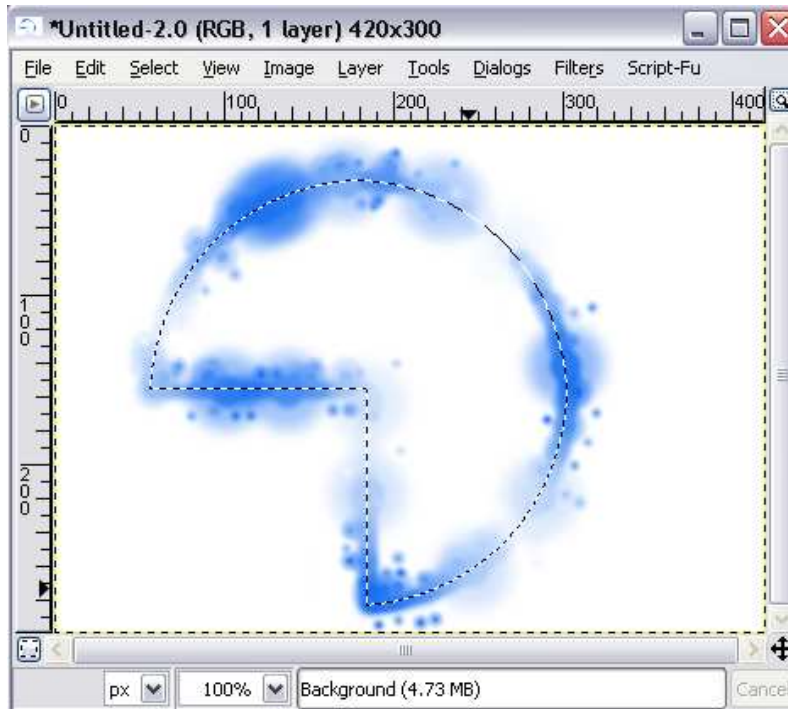 *Untitled-2.0 (RGB, 1 layer) 420x300
File Edit Select View Image Layer Tools Dialogs Filters Script-Fu
0 100 200 300 400
0
100
200
px 100% Background (4.73 MB) Cancel